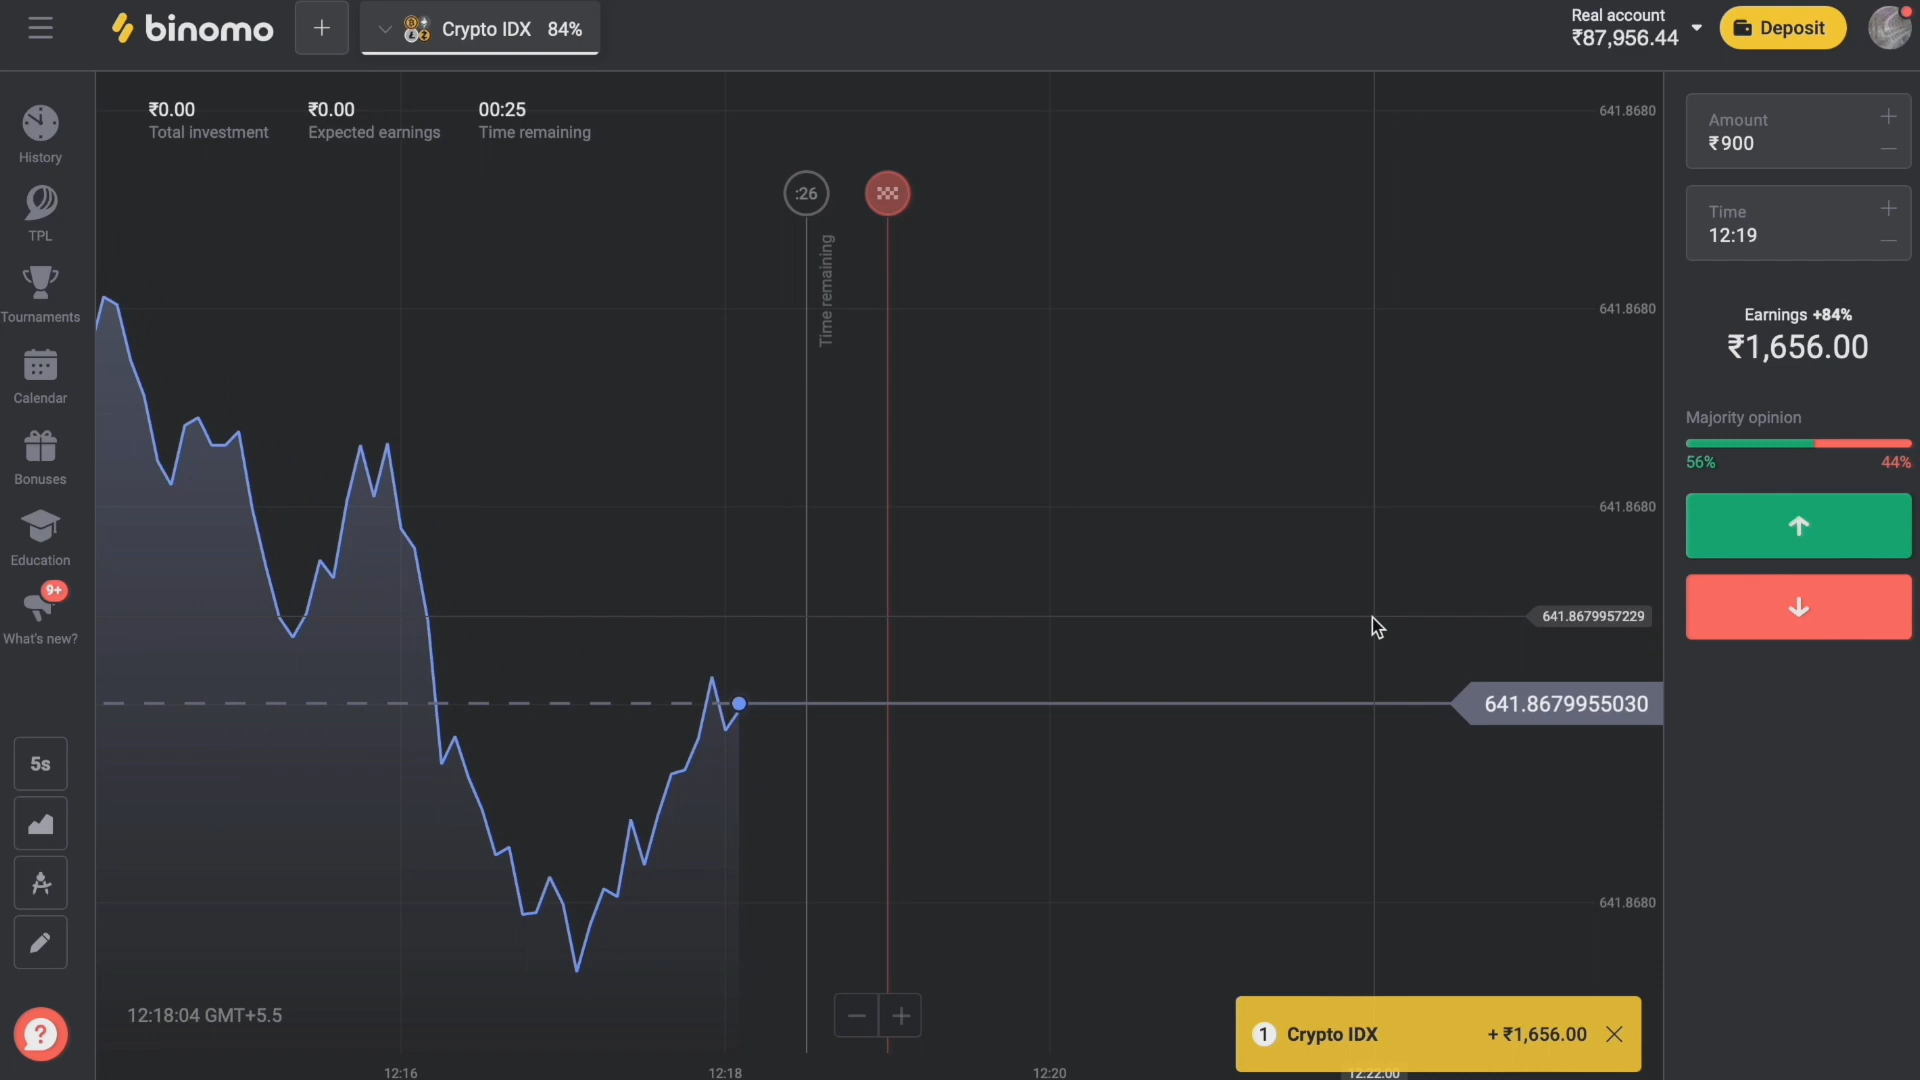 binomo
Crypto IDX 84%
Real account
₹87,956.44
Deposit
History
TPL
Tournaments
Calendar
Bonuses
Education
9+
What's new?
5s
₹0.00
Total investment
₹0.00
Expected earnings
00:25
Time remaining
:26
Time remaining
641.8680
641.8680
641.8680
641.8679957229
641.8679955030
641.8680
12:18:04 GMT+5.5
12:16
12:18
12:20
12:22:00
1 Crypto IDX + ₹1,656.00
Amount
₹900
Time
12:19
Earnings +84%
₹1,656.00
Majority opinion
56% 44%